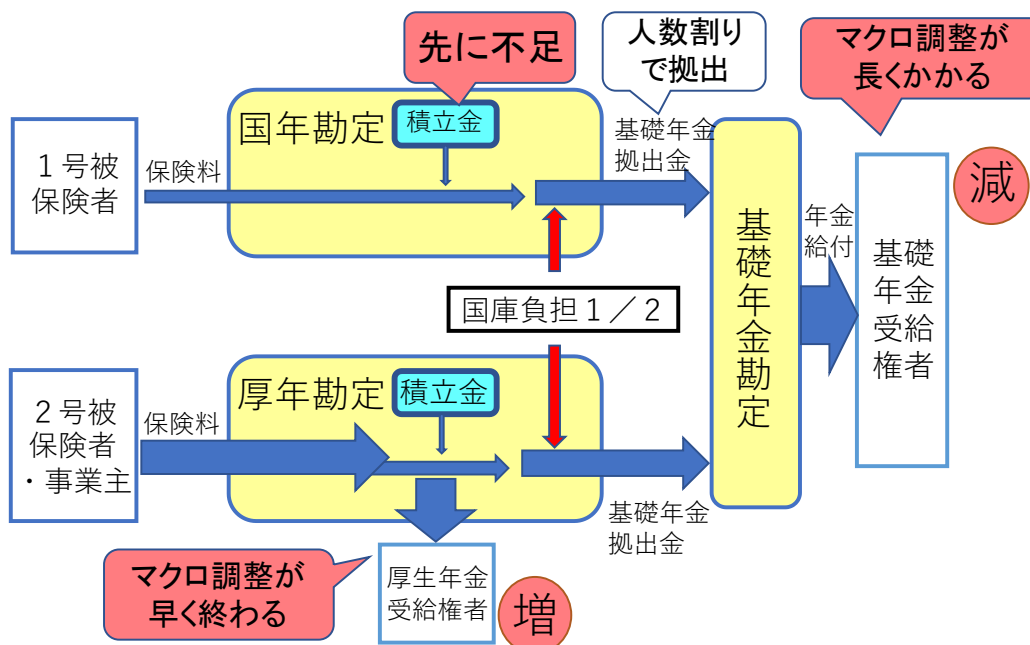 先に不足
人数割り
で拠出
マクロ調整が
長くかかる
国年勘定
積立金
1号被
保険者
保険料
基礎年金
拠出金
減
年金
給付
基礎年金勘定
基礎
年金
受給
権者
国庫負担1／2
厚年勘定
積立金
2号被
保険者
・事業主
保険料
基礎年金
拠出金
マクロ調整が
早く終わる
厚生年金
受給権者
増